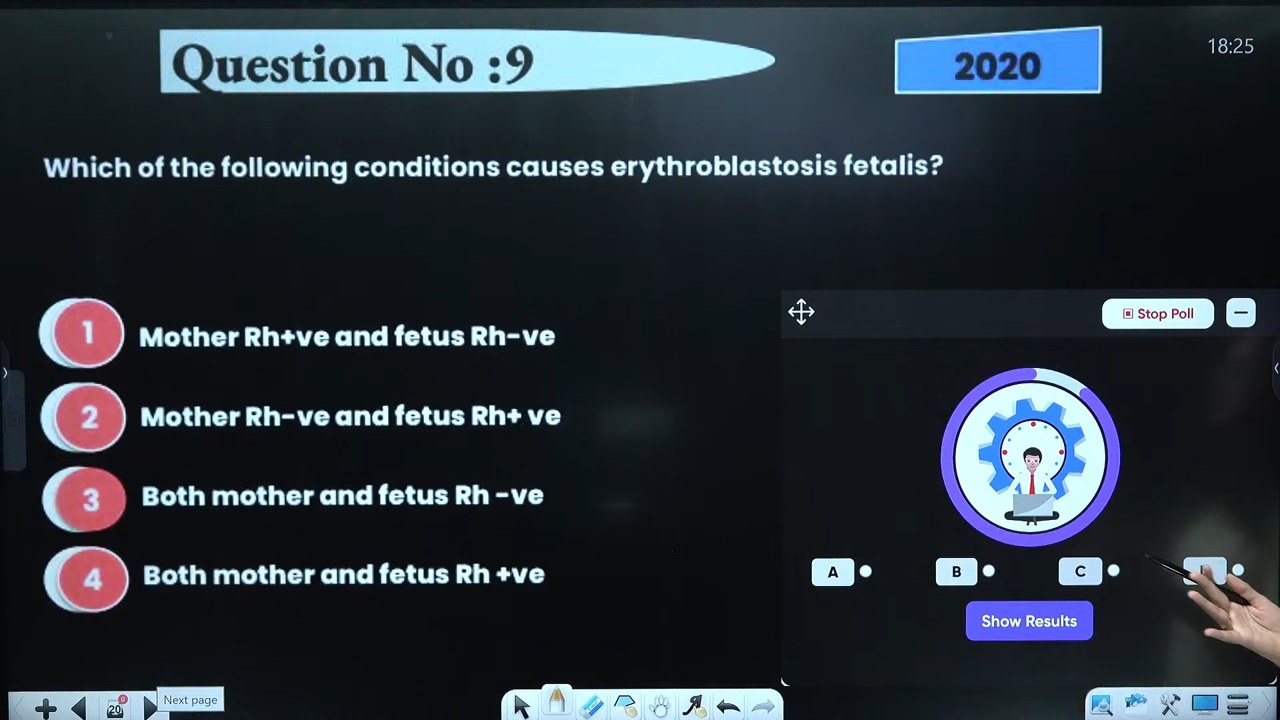 Question No :9
2020
18:25
Which of the following conditions causes erythroblastosis fetalis?
1 Mother Rh+ve and fetus Rh-ve
2 Mother Rh-ve and fetus Rh+ ve
3 Both mother and fetus Rh -ve
4 Both mother and fetus Rh +ve
Stop Poll
A B C
Show Results
20
Next page